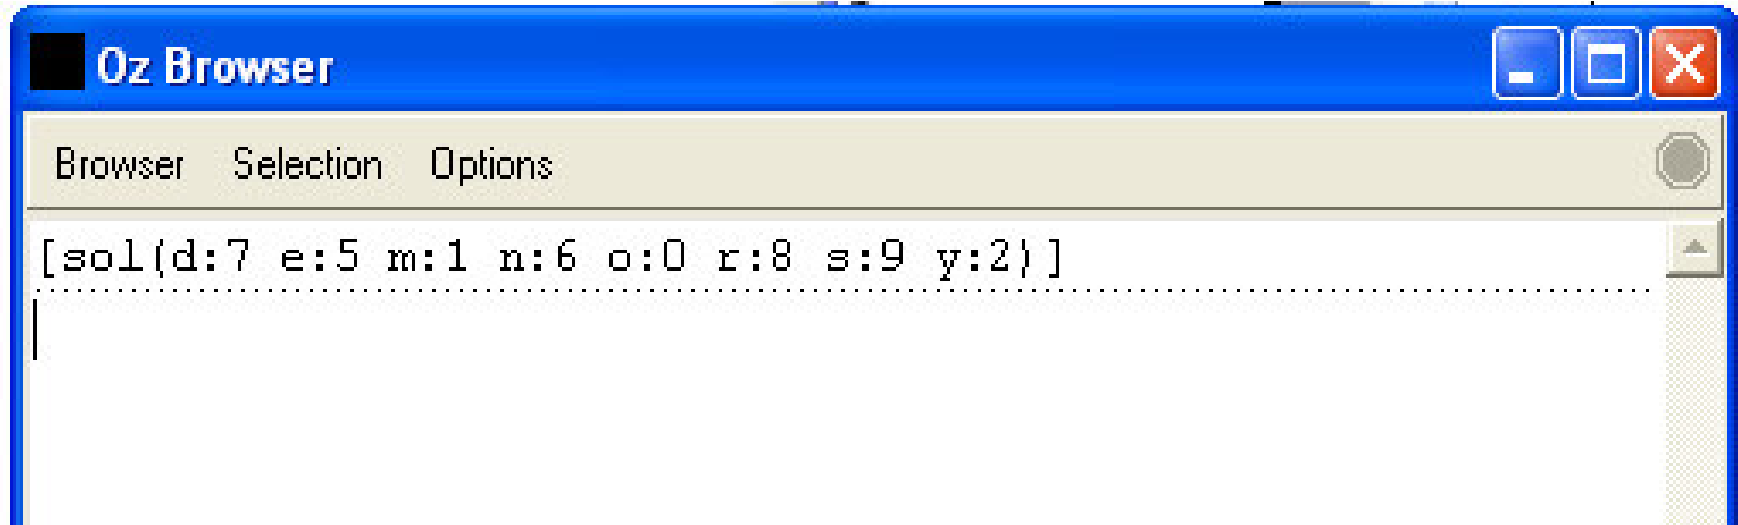 Oz Browser
Browser Selection Options
[sol(d:7 e:5 m:1 n:6 o:0 r:8 s:9 y:2)]